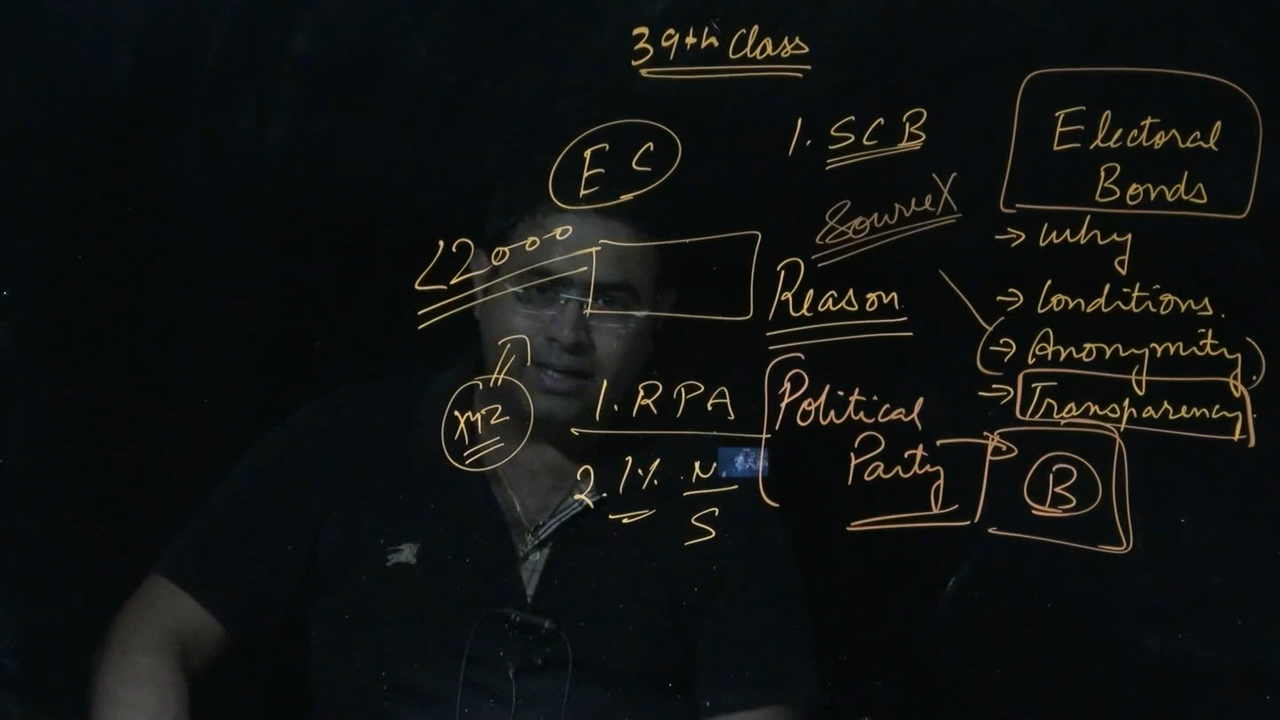 39th Class
EC
1. SCB
Electoral
Bonds
Source X
<2000
→ Why
Reason
→ Conditions.
(→ Anonymity)
→ Transparency
xyz
1. RPA
Political
Party
B
2. 1% N
S